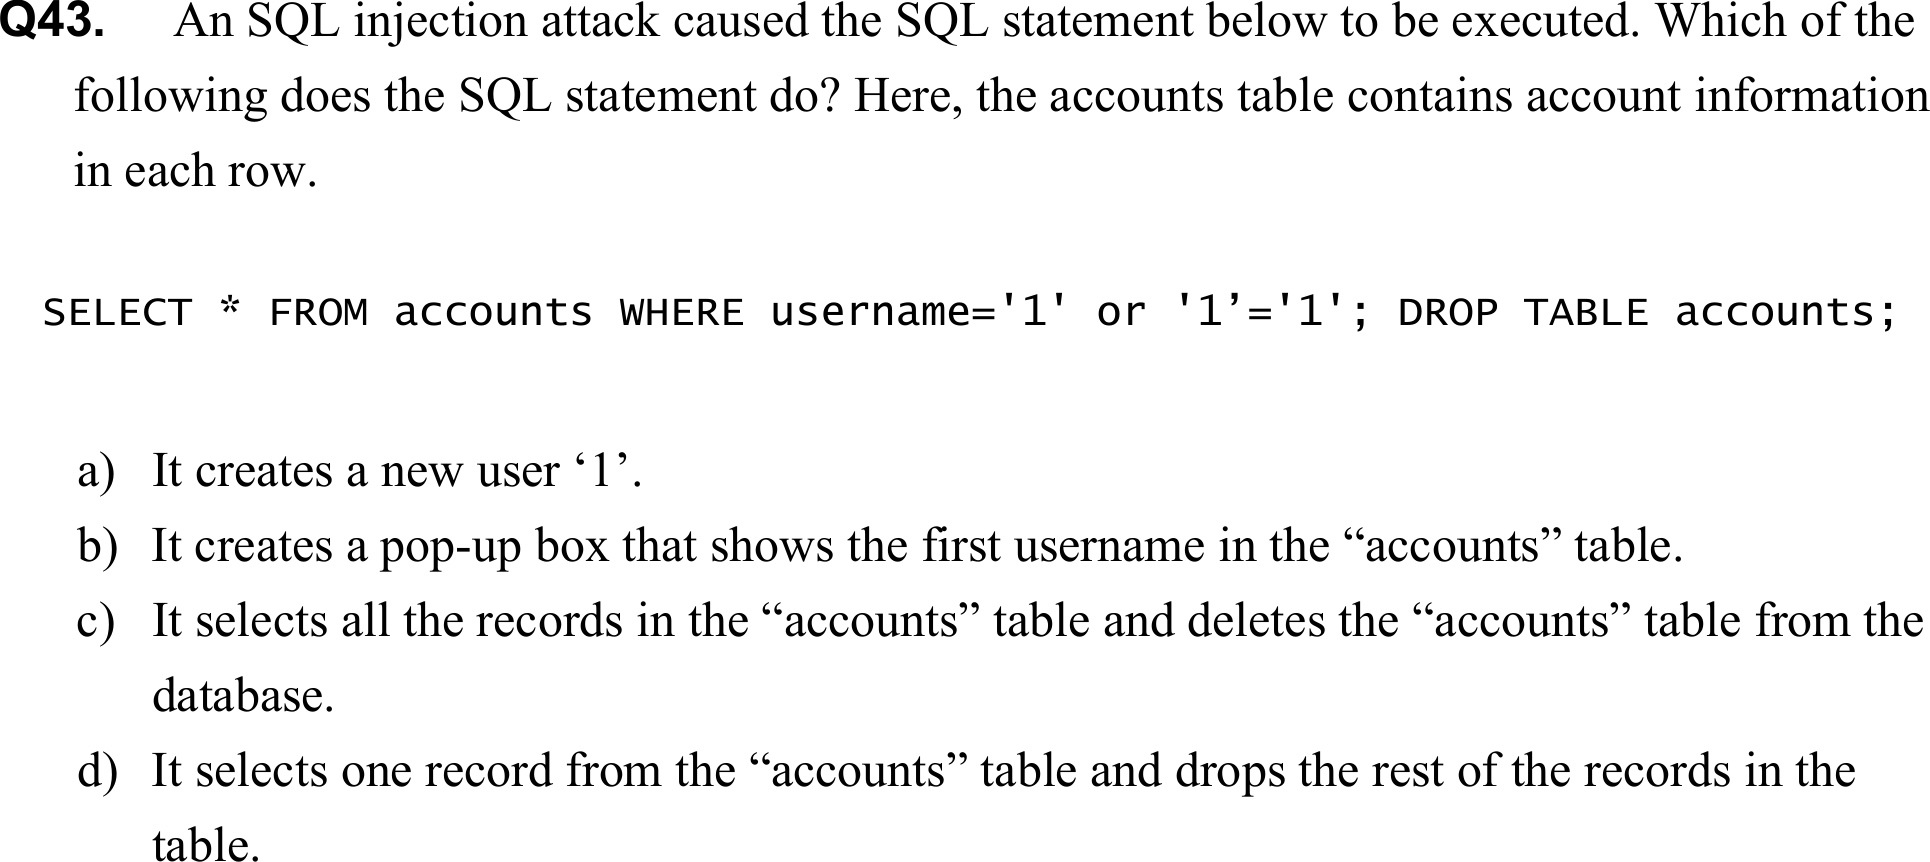 Q43. An SQL injection attack caused the SQL statement below to be executed. Which of the
following does the SQL statement do? Here, the accounts table contains account information
in each row.
SELECT * FROM accounts WHERE username='1' or '1’='1'; DROP TABLE accounts;
a) It creates a new user ‘1’.
b) It creates a pop-up box that shows the first username in the “accounts” table.
c) It selects all the records in the “accounts” table and deletes the “accounts” table from the
database.
d) It selects one record from the “accounts” table and drops the rest of the records in the
table.